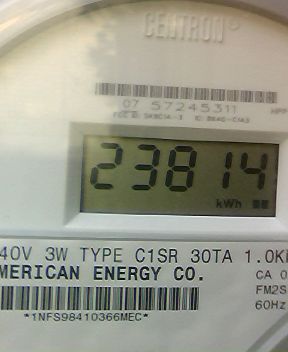 CENTRON®
07 57245311
23814
kWh
40V 3W TYPE C1SR 30TA 1.0K
MERICAN ENERGY CO.
CA 0
FM2S
60Hz
*1NFS98410366MEC*